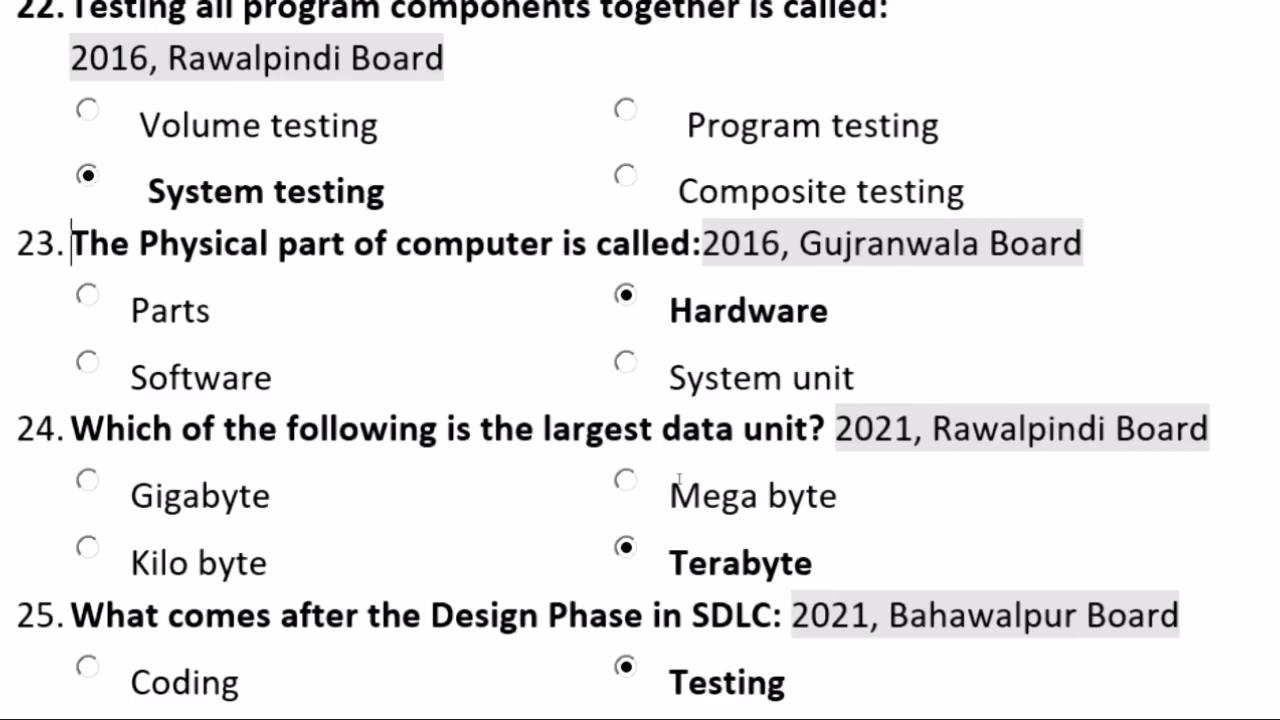 22. Testing all program components together is called:
2016, Rawalpindi Board
Volume testing Program testing
System testing Composite testing
23. The Physical part of computer is called:2016, Gujranwala Board
Parts Hardware
Software System unit
24. Which of the following is the largest data unit? 2021, Rawalpindi Board
Gigabyte Mega byte
Kilo byte Terabyte
25. What comes after the Design Phase in SDLC: 2021, Bahawalpur Board
Coding Testing